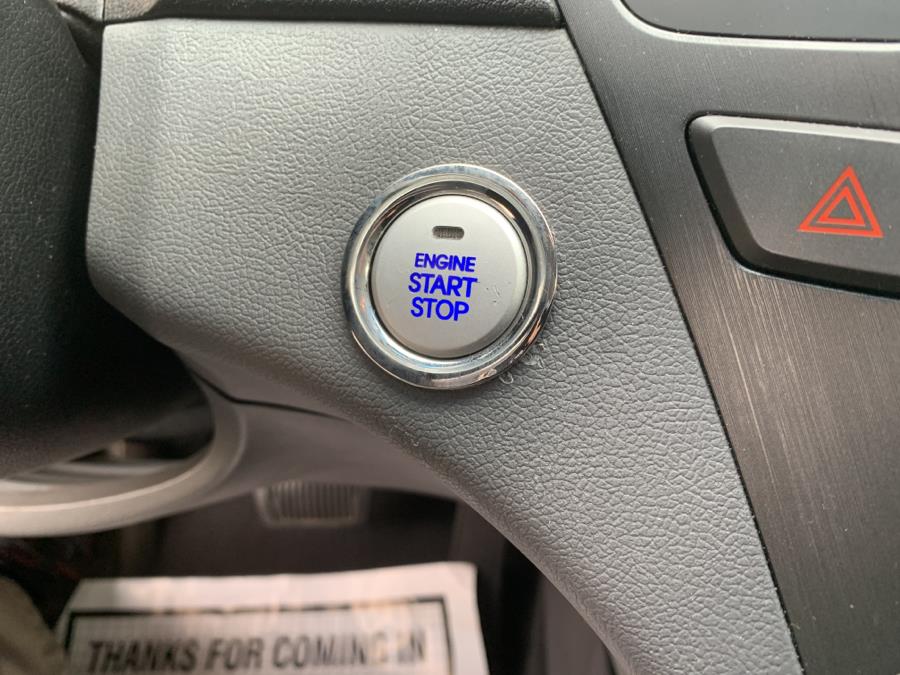 ENGINE
START
STOP
THANKS FOR COMING IN